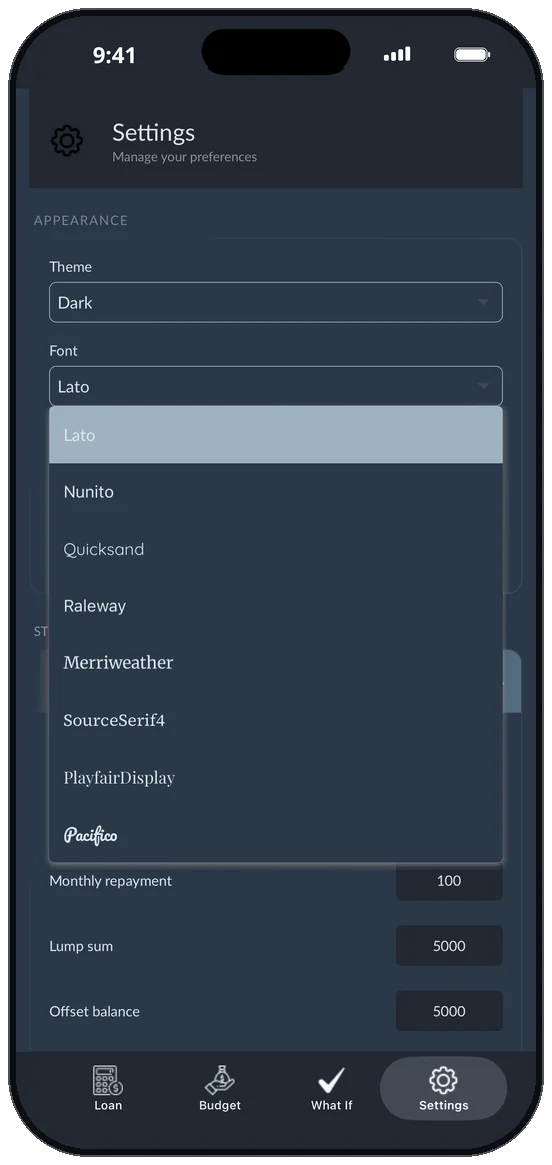 9:41
Settings
Manage your preferences
APPEARANCE
Theme
Dark
Font
Lato
Lato
Nunito
Quicksand
Raleway
Merriweather
SourceSerif4
PlayfairDisplay
Pacifico
ST
Monthly repayment 100
Lump sum 5000
Offset balance 5000
Loan Budget What If Settings